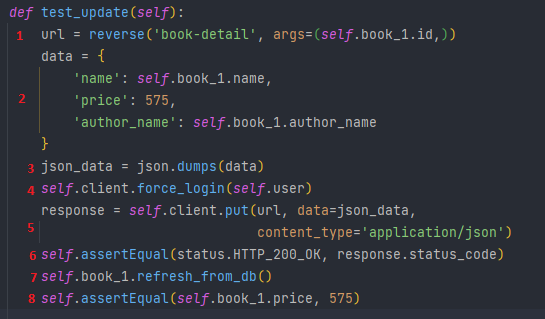 def test_update(self):
1 url = reverse('book-detail', args=(self.book_1.id,))
data = {
'name': self.book_1.name,
2 'price': 575,
'author_name': self.book_1.author_name
}
3 json_data = json.dumps(data)
4 self.client.force_login(self.user)
response = self.client.put(url, data=json_data,
5 content_type='application/json')
6 self.assertEqual(status.HTTP_200_OK, response.status_code)
7 self.book_1.refresh_from_db()
8 self.assertEqual(self.book_1.price, 575)